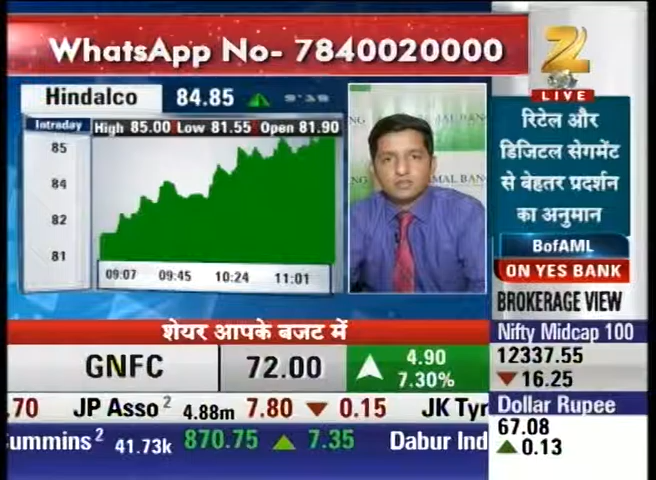 WhatsApp No- 7840020000
Z
LIVE
Hindalco 84.85
Intraday High 85.00 Low 81.55 Open 81.90
85
84
82
81
09:07 09:45 10:24 11:01
MAL BANK
रिटेल और
डिजिटल सेगमेंट
से बेहतर प्रदर्शन
का अनुमान
BofAML
ON YES BANK
BROKERAGE VIEW
शेयर आपके बजट में
GNFC 72.00 4.90
7.30%
Nifty Midcap 100
12337.55
16.25
.70 JP Asso 2 4.88m 7.80 0.15 JK Tyr
Dollar Rupee
67.08
0.13
ummins 2 41.73k 870.75 7.35 Dabur Ind